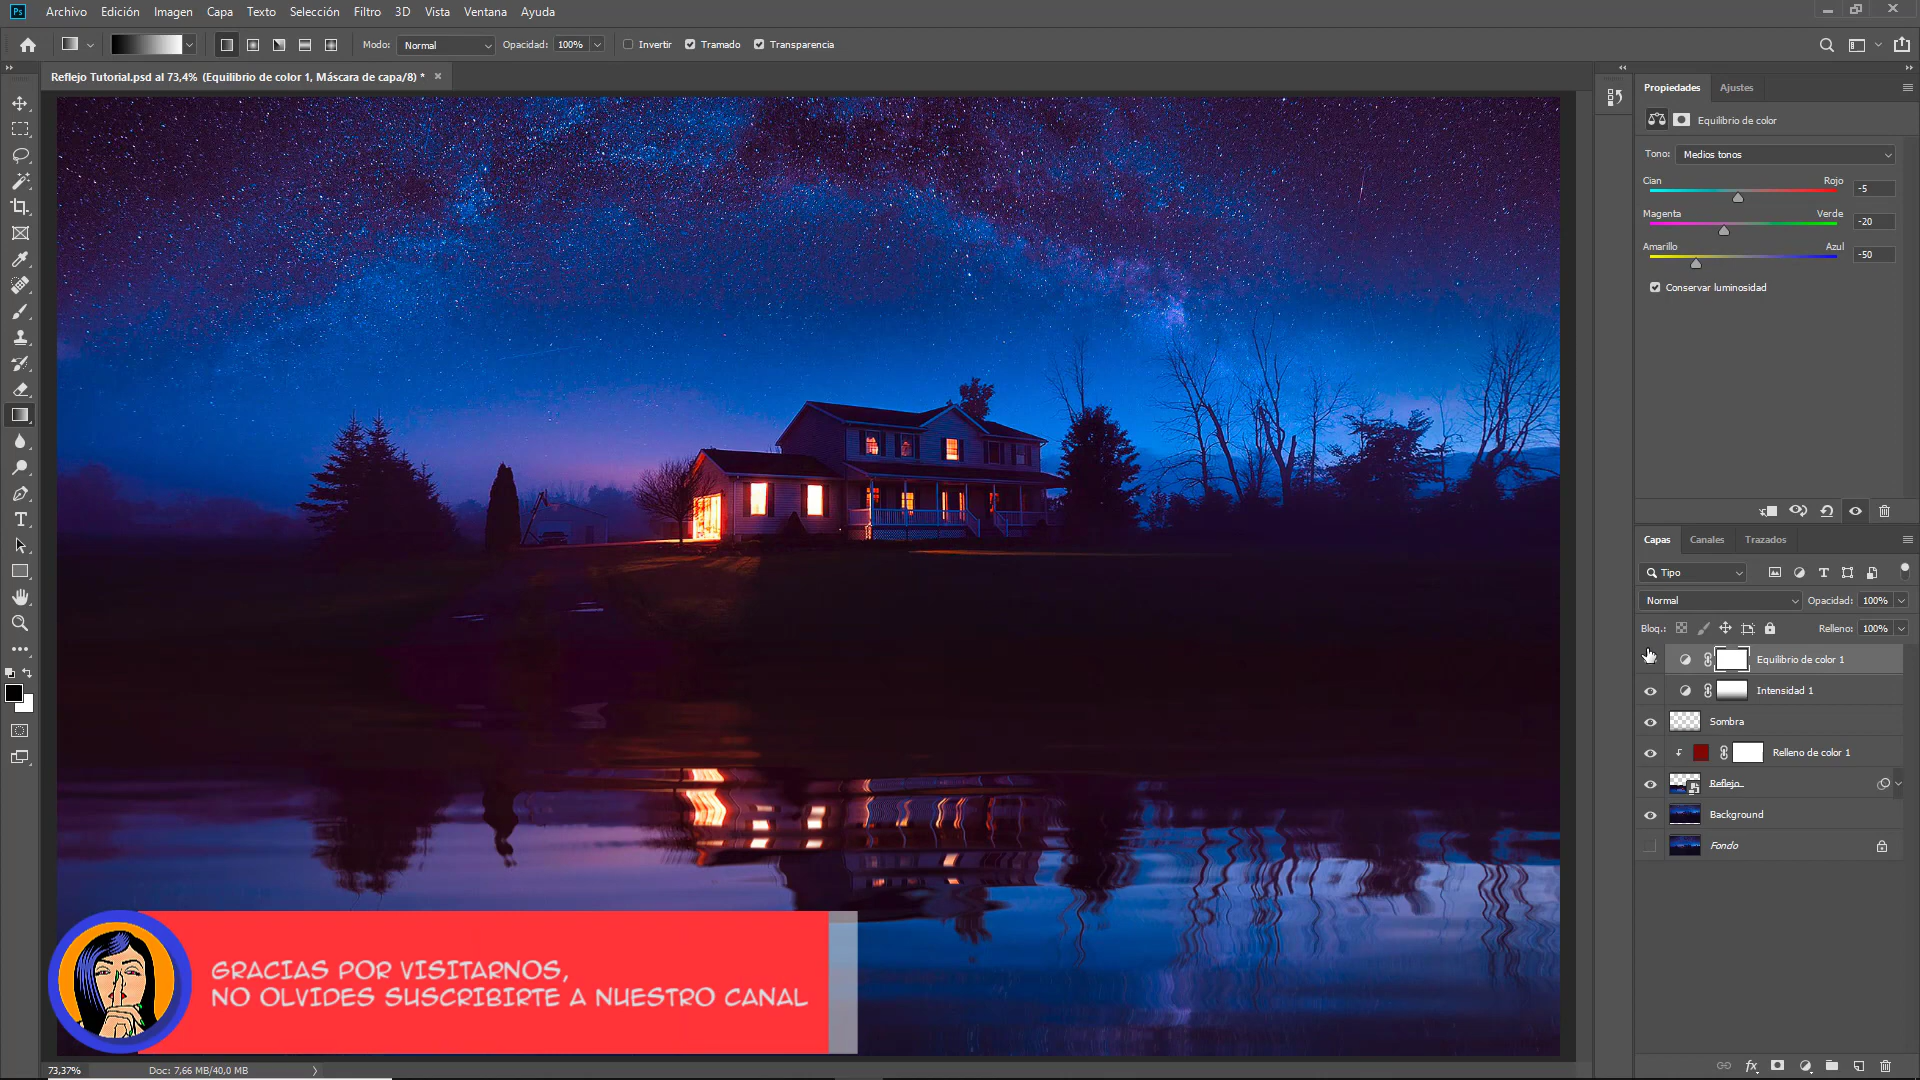 Ps Archivo Edición Imagen Capa Texto Selección Filtro 3D Vista Ventana Ayuda
Modo: Normal Opacidad: 100% Invertir Tramado Transparencia
Reflejo Tutorial.psd al 73,4% (Equilibrio de color 1, Máscara de capa/8) *
Propiedades Ajustes
Equilibrio de color
Tono: Medios tonos
Cian Rojo -5
Magenta Verde -20
Amarillo Azul -50
Conservar luminosidad
Capas Canales Trazados
Tipo
Normal Opacidad: 100%
Bloq.: Relleno: 100%
Equilibrio de color 1
Intensidad 1
Sombra
Relleno de color 1
Reflejo
Background
Fondo
GRACIAS POR VISITARNOS,
NO OLVIDES SUSCRIBIRTE A NUESTRO CANAL
73,37% Doc: 7,66 MB/40,0 MB